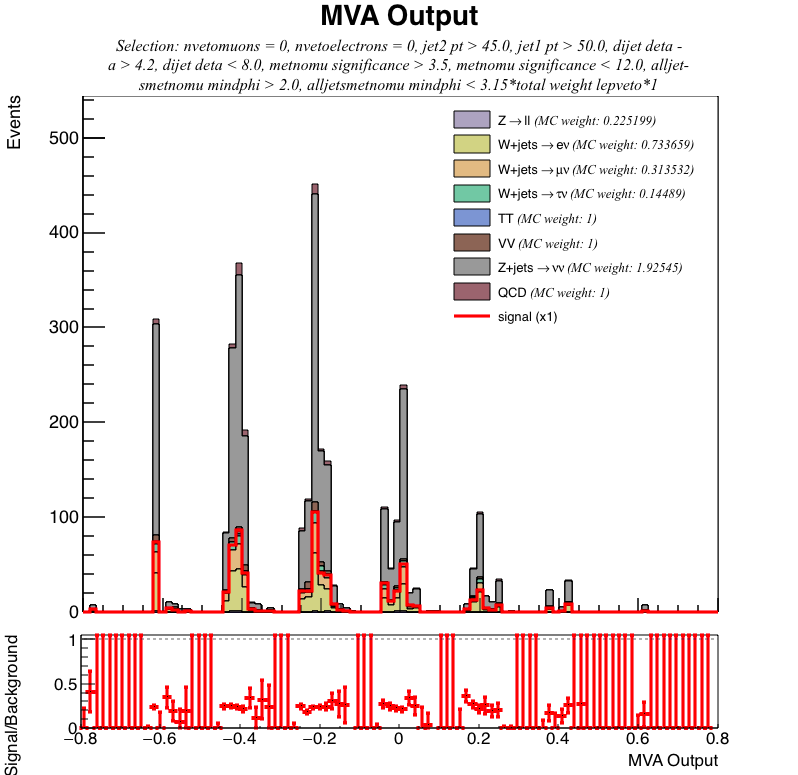 MVA Output
Selection: nvetomuons = 0, nvetoelectrons = 0, jet2 pt > 45.0, jet1 pt > 50.0, dijet deta -
a > 4.2, dijet deta < 8.0, metnomu significance > 3.5, metnomu significance < 12.0, alljet-
smetnomu mindphi > 2.0, alljetsmetnomu mindphi < 3.15*total weight lepveto*1
Events
500
400
300
200
100
0
Z→ll (MC weight: 0.225199)
W+jets→eν (MC weight: 0.733659)
W+jets→μν (MC weight: 0.313532)
W+jets→τν (MC weight: 0.14489)
TT (MC weight: 1)
VV (MC weight: 1)
Z+jets→νν (MC weight: 1.92545)
QCD (MC weight: 1)
signal (x1)
Signal/Background
1
0.5
0
−0.8 −0.6 −0.4 −0.2 0 0.2 0.4 0.6 0.8
MVA Output